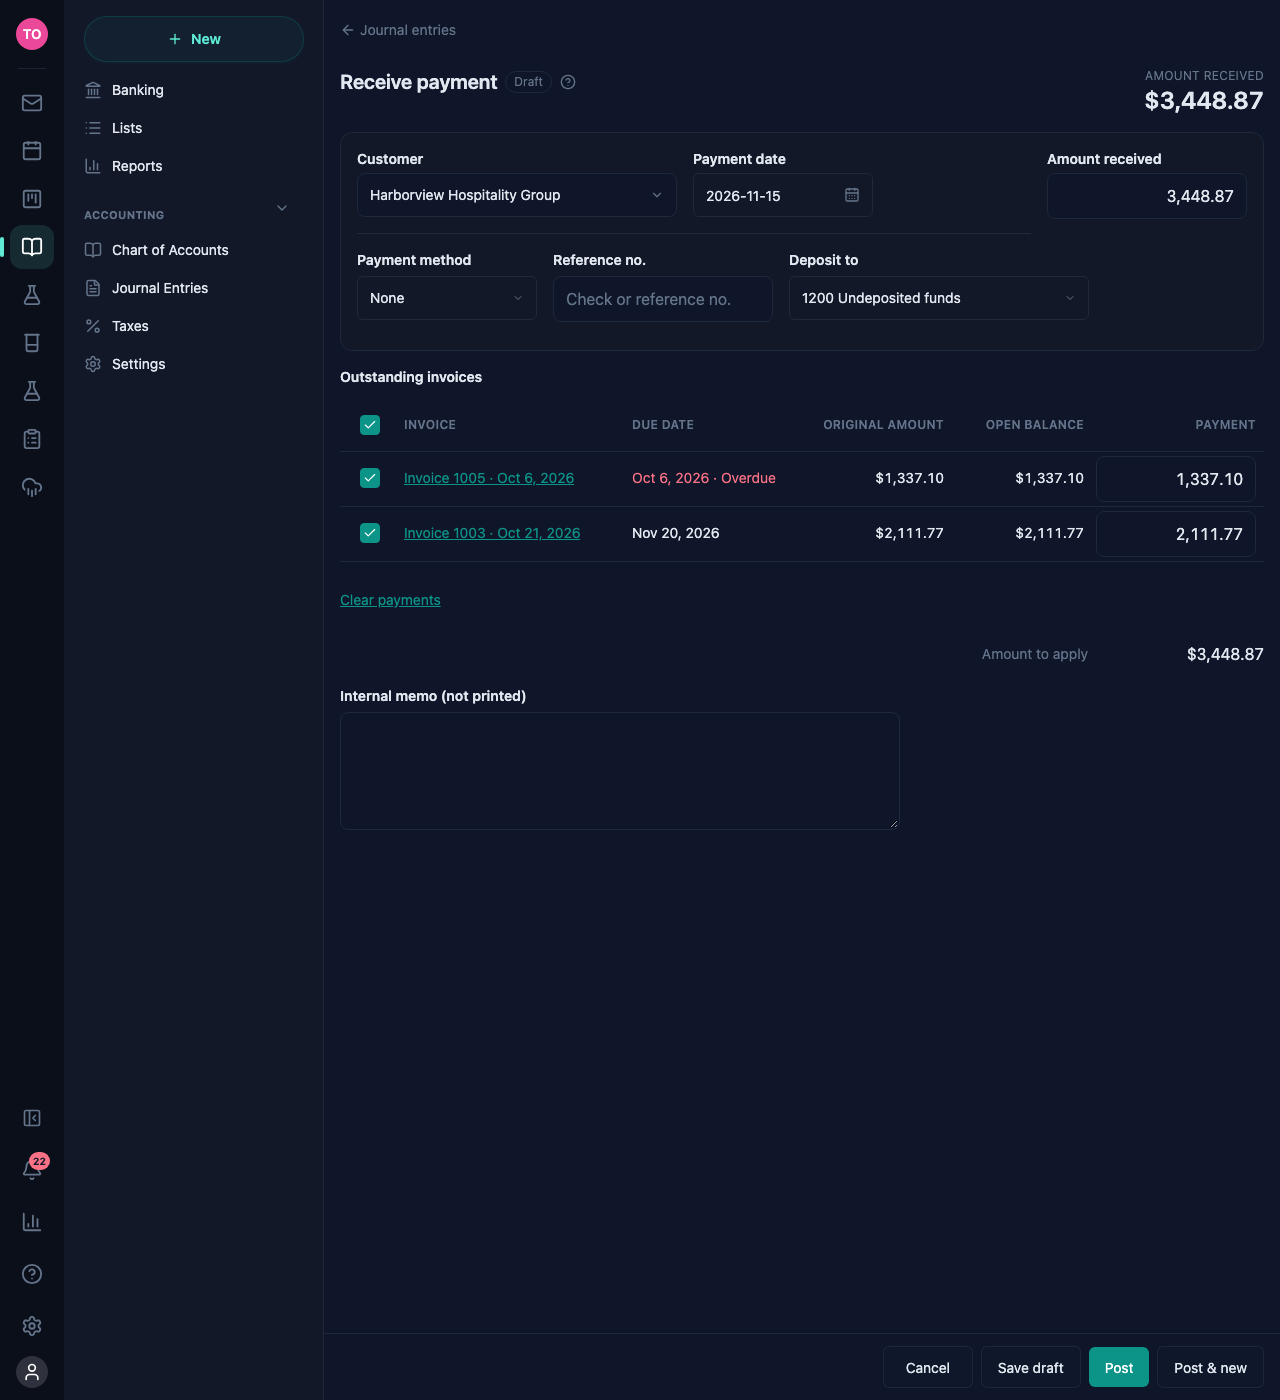 TO
New
Banking
Lists
Reports
ACCOUNTING
Chart of Accounts
Journal Entries
Taxes
Settings
22
Journal entries
Receive payment Draft
AMOUNT RECEIVED
$3,448.87
Customer Payment date Amount received
Harborview Hospitality Group 2026-11-15 3,448.87
Payment method Reference no. Deposit to
None Check or reference no. 1200 Undeposited funds
Outstanding invoices
INVOICE DUE DATE ORIGINAL AMOUNT OPEN BALANCE PAYMENT
Invoice 1005 · Oct 6, 2026 Oct 6, 2026 · Overdue $1,337.10 $1,337.10 1,337.10
Invoice 1003 · Oct 21, 2026 Nov 20, 2026 $2,111.77 $2,111.77 2,111.77
Clear payments
Amount to apply $3,448.87
Internal memo (not printed)
Cancel Save draft Post Post & new